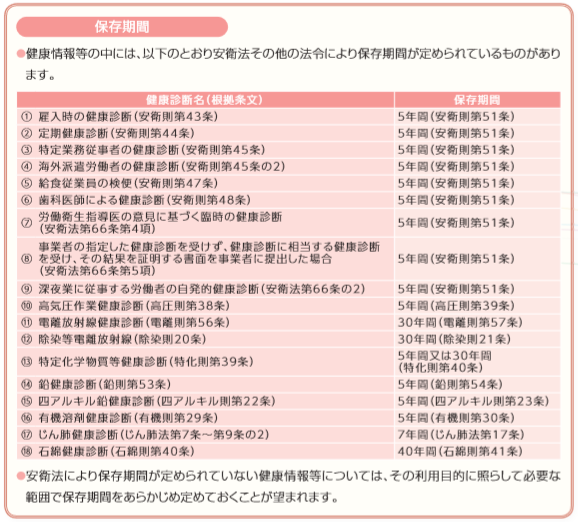 保存期間
●健康情報等の中には、以下のとおり安衛法その他の法令により保存期間が定められているものがあり
ます。
健康診断名(根拠条文) 保存期間
① 雇入時の健康診断(安衛則第43条) 5年間(安衛則第51条)
② 定期健康診断(安衛則第44条) 5年間(安衛則第51条)
③ 特定業務従事者の健康診断(安衛則第45条) 5年間(安衛則第51条)
④ 海外派遣労働者の健康診断(安衛則第45条の2) 5年間(安衛則第51条)
⑤ 給食従業員の検便(安衛則第47条) 5年間(安衛則第51条)
⑥ 歯科医師による健康診断(安衛則第48条) 5年間(安衛則第51条)
⑦ 労働衛生指導医の意見に基づく臨時の健康診断
(安衛法第66条第4項) 5年間(安衛則第51条)
⑧ 事業者の指定した健康診断を受けず、健康診断に相当する健康診断
を受け、その結果を証明する書面を事業者に提出した場合
(安衛法第66条第5項) 5年間(安衛則第51条)
⑨ 深夜業に従事する労働者の自発的健康診断(安衛法第66条の2) 5年間(安衛則第51条)
⑩ 高気圧作業健康診断(高圧則第38条) 5年間(高圧則第39条)
⑪ 電離放射線健康診断(電離則第56条) 30年間(電離則第57条)
⑫ 除染等電離放射線(除染則20条) 30年間(除染則21条)
⑬ 特定化学物質等健康診断(特化則第39条) 5年間又は30年間
(特化則第40条)
⑭ 鉛健康診断(鉛則第53条) 5年間(鉛則第54条)
⑮ 四アルキル鉛健康診断(四アルキル則第22条) 5年間(四アルキル則第23条)
⑯ 有機溶剤健康診断(有機則第29条) 5年間(有機則第30条)
⑰ じん肺健康診断(じん肺法第7条〜第9条の2) 7年間(じん肺法第17条)
⑱ 石綿健康診断(石綿則第40条) 40年間(石綿則第41条)
●安衛法により保存期間が定められていない健康情報等については、その利用目的に照らして必要な
範囲で保存期間をあらかじめ定めておくことが望まれます。